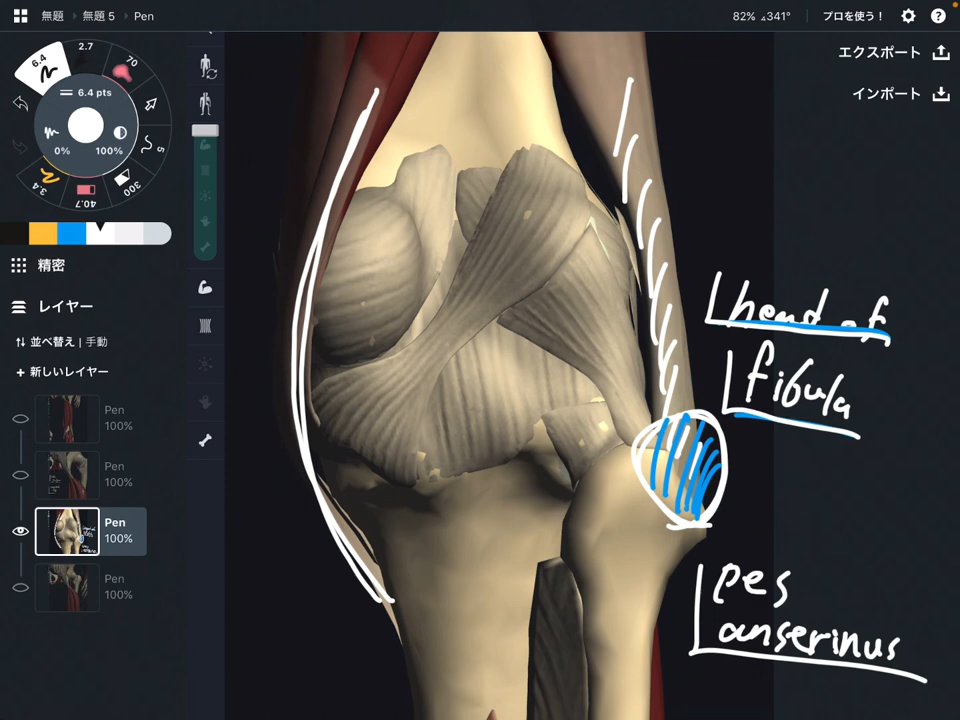 無題 > 無題 5 > Pen
82% ⊿341°
プロを使う!
エクスポート
インポート
2.7
70
6.4
6.4 pts
0%
100%
5
300
40.7
3.4
精密
レイヤー
並べ替え | 手動
+ 新しいレイヤー
Pen
100%
Pen
100%
Pen
100%
Pen
100%
head of
fibula
pes
anserinus